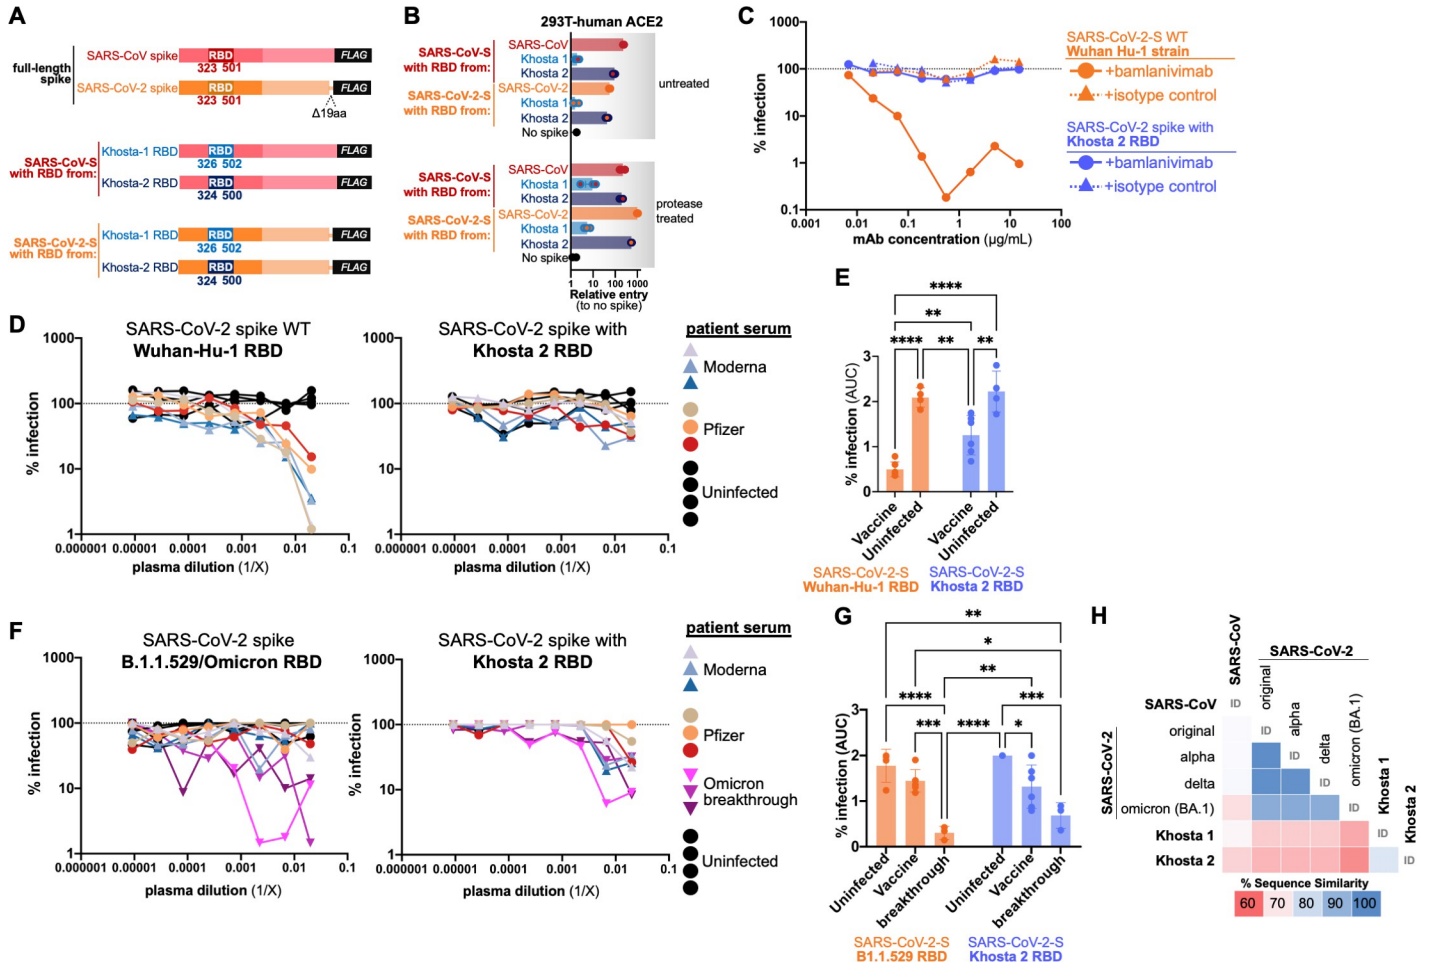 A
full-length
spike
SARS-CoV spike
RBD
FLAG
323 501
SARS-CoV-2 spike
RBD
FLAG
323 501
Δ19aa
SARS-CoV-S
with RBD from:
Khosta-1 RBD
RBD
FLAG
326 502
Khosta-2 RBD
RBD
FLAG
324 500
SARS-CoV-2-S
with RBD from:
Khosta-1 RBD
RBD
FLAG
326 502
Khosta-2 RBD
RBD
FLAG
324 500
B
293T-human ACE2
SARS-CoV-S
with RBD from:
SARS-CoV
Khosta 1
Khosta 2
SARS-CoV-2-S
with RBD from:
SARS-CoV-2
Khosta 1
Khosta 2
No spike
untreated
SARS-CoV-S
with RBD from:
SARS-CoV
Khosta 1
Khosta 2
SARS-CoV-2-S
with RBD from:
SARS-CoV-2
Khosta 1
Khosta 2
No spike
protease
treated
1 10 100 1000
Relative entry
(to no spike)
C
% infection
1000
100
10
1
0.1
0.001 0.01 0.1 1 10 100
mAb concentration (µg/mL)
SARS-CoV-2-S WT
Wuhan Hu-1 strain
+bamlanivimab
+isotype control
SARS-CoV-2 spike with
Khosta 2 RBD
+bamlanivimab
+isotype control
D
SARS-CoV-2 spike WT
Wuhan-Hu-1 RBD
% infection
1000
100
10
1
0.000001 0.00001 0.0001 0.001 0.01 0.1
plasma dilution (1/X)
SARS-CoV-2 spike with
Khosta 2 RBD
1000
100
10
1
0.000001 0.00001 0.0001 0.001 0.01 0.1
plasma dilution (1/X)
patient serum
Moderna
Pfizer
Uninfected
E
****
**
**** ** **
% infection (AUC)
3
2
1
0
Vaccine
Uninfected
Vaccine
Uninfected
SARS-CoV-2-S
Wuhan-Hu-1 RBD
SARS-CoV-2-S
Khosta 2 RBD
F
SARS-CoV-2 spike
B.1.1.529/Omicron RBD
% infection
1000
100
10
1
0.000001 0.00001 0.0001 0.001 0.01 0.1
plasma dilution (1/X)
SARS-CoV-2 spike with
Khosta 2 RBD
% infection
1000
100
10
1
0.000001 0.00001 0.0001 0.001 0.01 0.1
plasma dilution (1/X)
patient serum
Moderna
Pfizer
Omicron
breakthrough
Uninfected
G
**
*
**
**** ***
*** **** *
% infection (AUC)
3
2
1
0
Uninfected
Vaccine
breakthrough
Uninfected
Vaccine
breakthrough
SARS-CoV-2-S
B1.1.529 RBD
SARS-CoV-2-S
Khosta 2 RBD
H
SARS-CoV
SARS-CoV-2
original
alpha
delta
omicron (BA.1)
Khosta 1
Khosta 2
SARS-CoV ID
SARS-CoV-2
original ID
alpha ID
delta ID
omicron (BA.1) ID
Khosta 1 ID
Khosta 2 ID
% Sequence Similarity
60 70 80 90 100